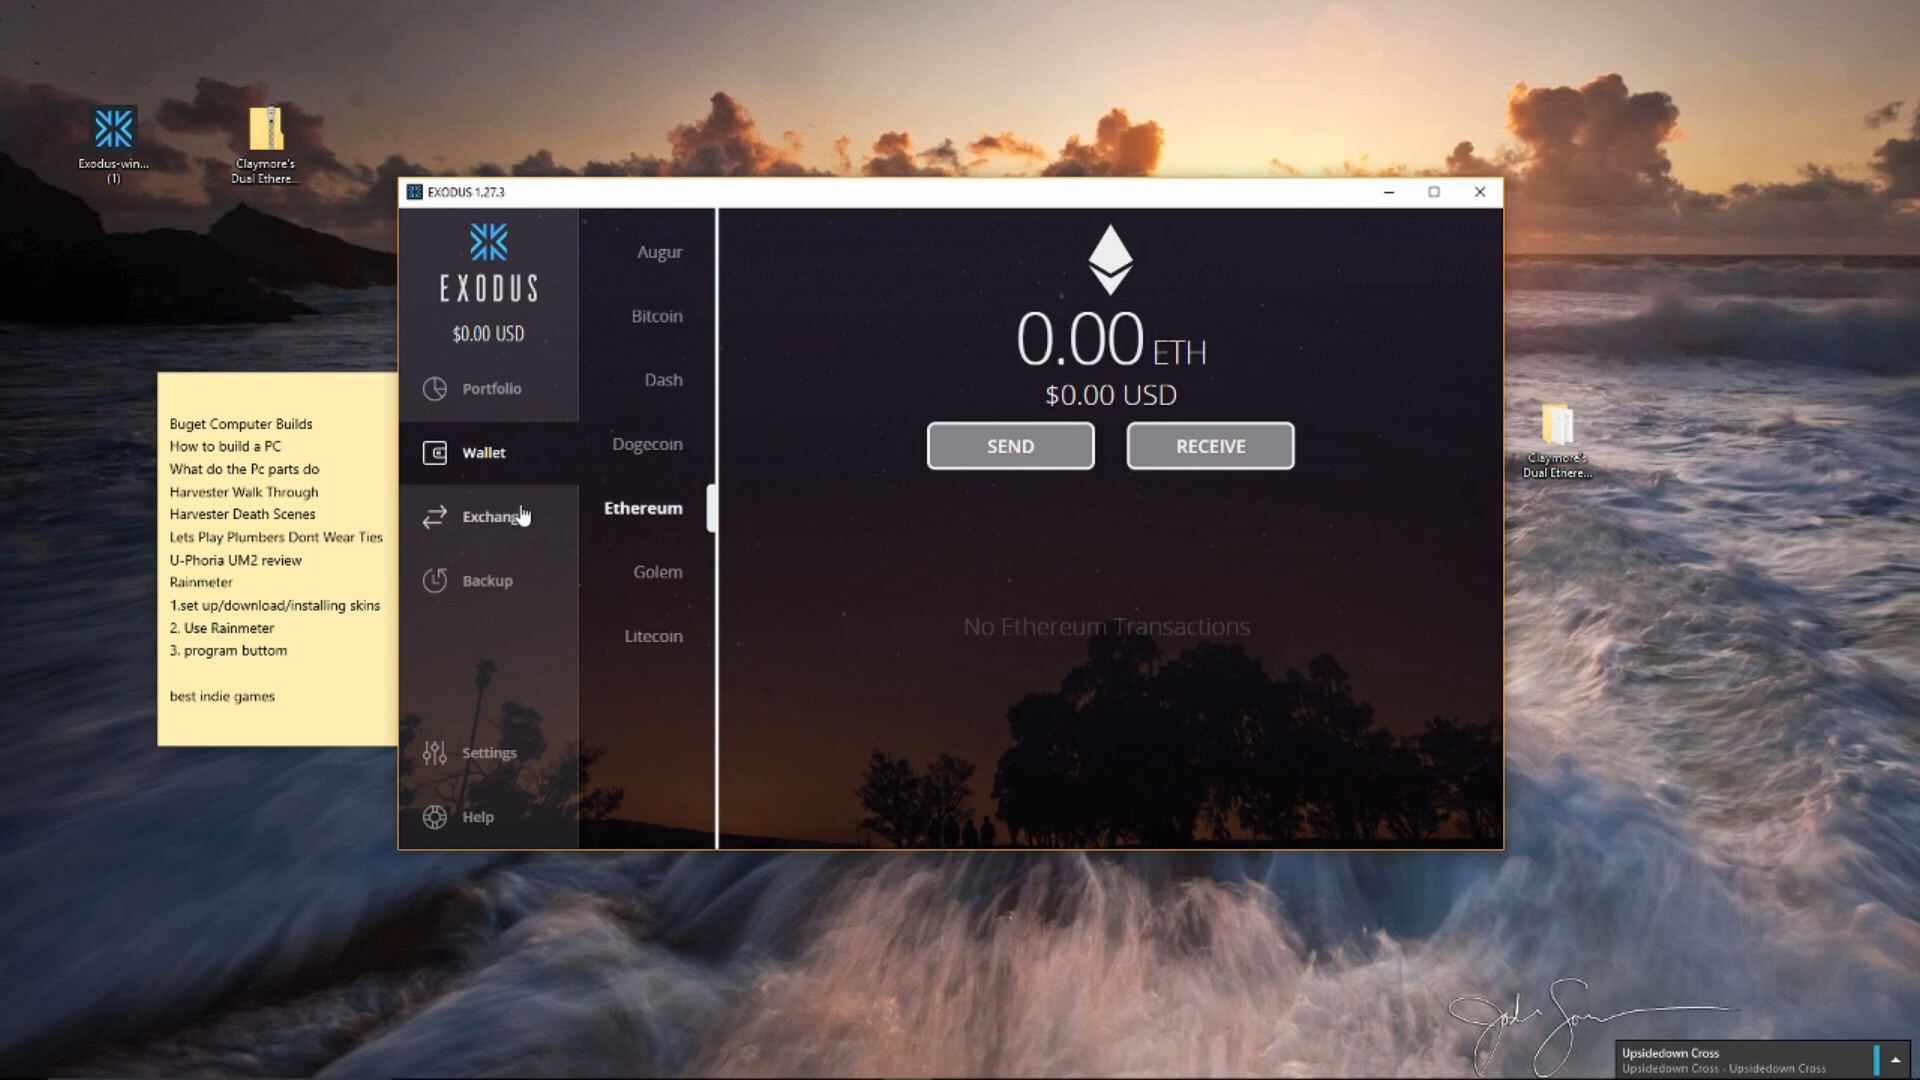 Exodus-win...
(1)
Claymore's
Dual Ethere...
EXODUS 1.27.3
EXODUS
$0.00 USD
Portfolio
Wallet
Exchang
Backup
Settings
Help
Augur
Bitcoin
Dash
Dogecoin
Ethereum
Golem
Litecoin
0.00 ETH
$0.00 USD
SEND
RECEIVE
No Ethereum Transactions
Buget Computer Builds
How to build a PC
What do the Pc parts do
Harvester Walk Through
Harvester Death Scenes
Lets Play Plumbers Dont Wear Ties
U-Phoria UM2 review
Rainmeter
1.set up/download/installing skins
2. Use Rainmeter
3. program buttom
best indie games
Claymore's
Dual Ethere...
Upsidedown Cross
Upsidedown Cross - Upsidedown Cross